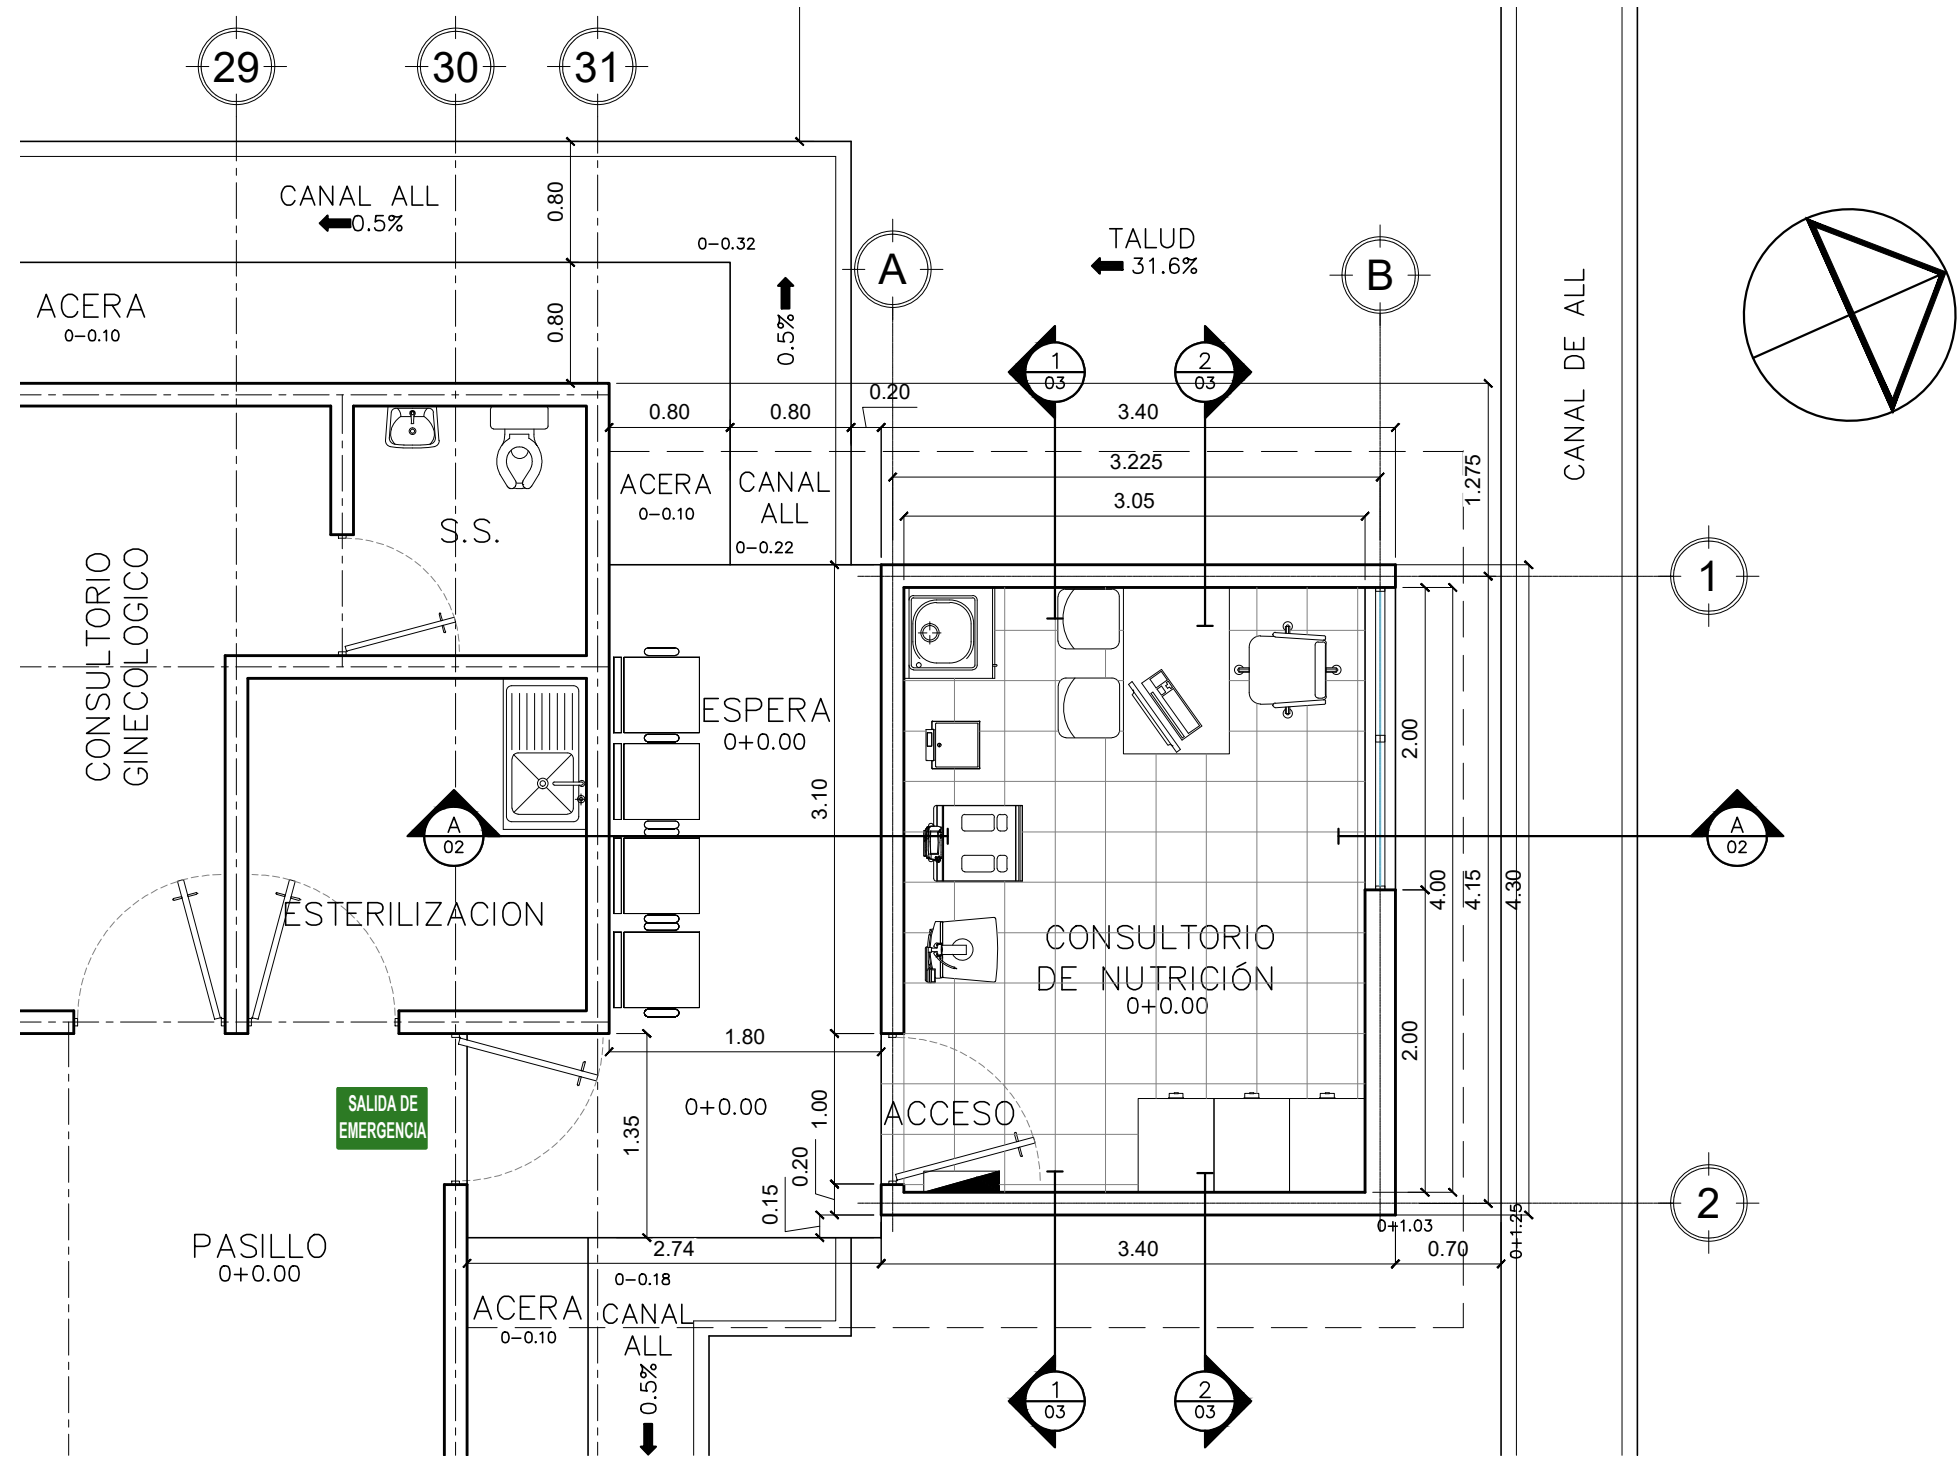 29
30
31
CANAL ALL
0.5%
0.80
0-0.32
ACERA
0-0.10
0.80
0.5%
A
TALUD
31.6%
B
CANAL DE ALL
1
03
2
03
0.20
0.80
0.80
3.40
3.225
3.05
1.275
ACERA
0-0.10
CANAL
ALL
0-0.22
S.S.
CONSULTORIO
GINECOLOGICO
1
ESPERA
0+0.00
3.10
2.00
4.00
4.15
4.30
A
02
A
02
ESTERILIZACION
CONSULTORIO
DE NUTRICIÓN
0+0.00
2.00
1.80
SALIDA DE
EMERGENCIA
1.35
0+0.00
1.00
ACCESO
0.20
0.15
2
PASILLO
0+0.00
2.74
3.40
0+1.03
0.70
0+1.25
0-0.18
ACERA
0-0.10
CANAL
ALL
0.5%
1
03
2
03